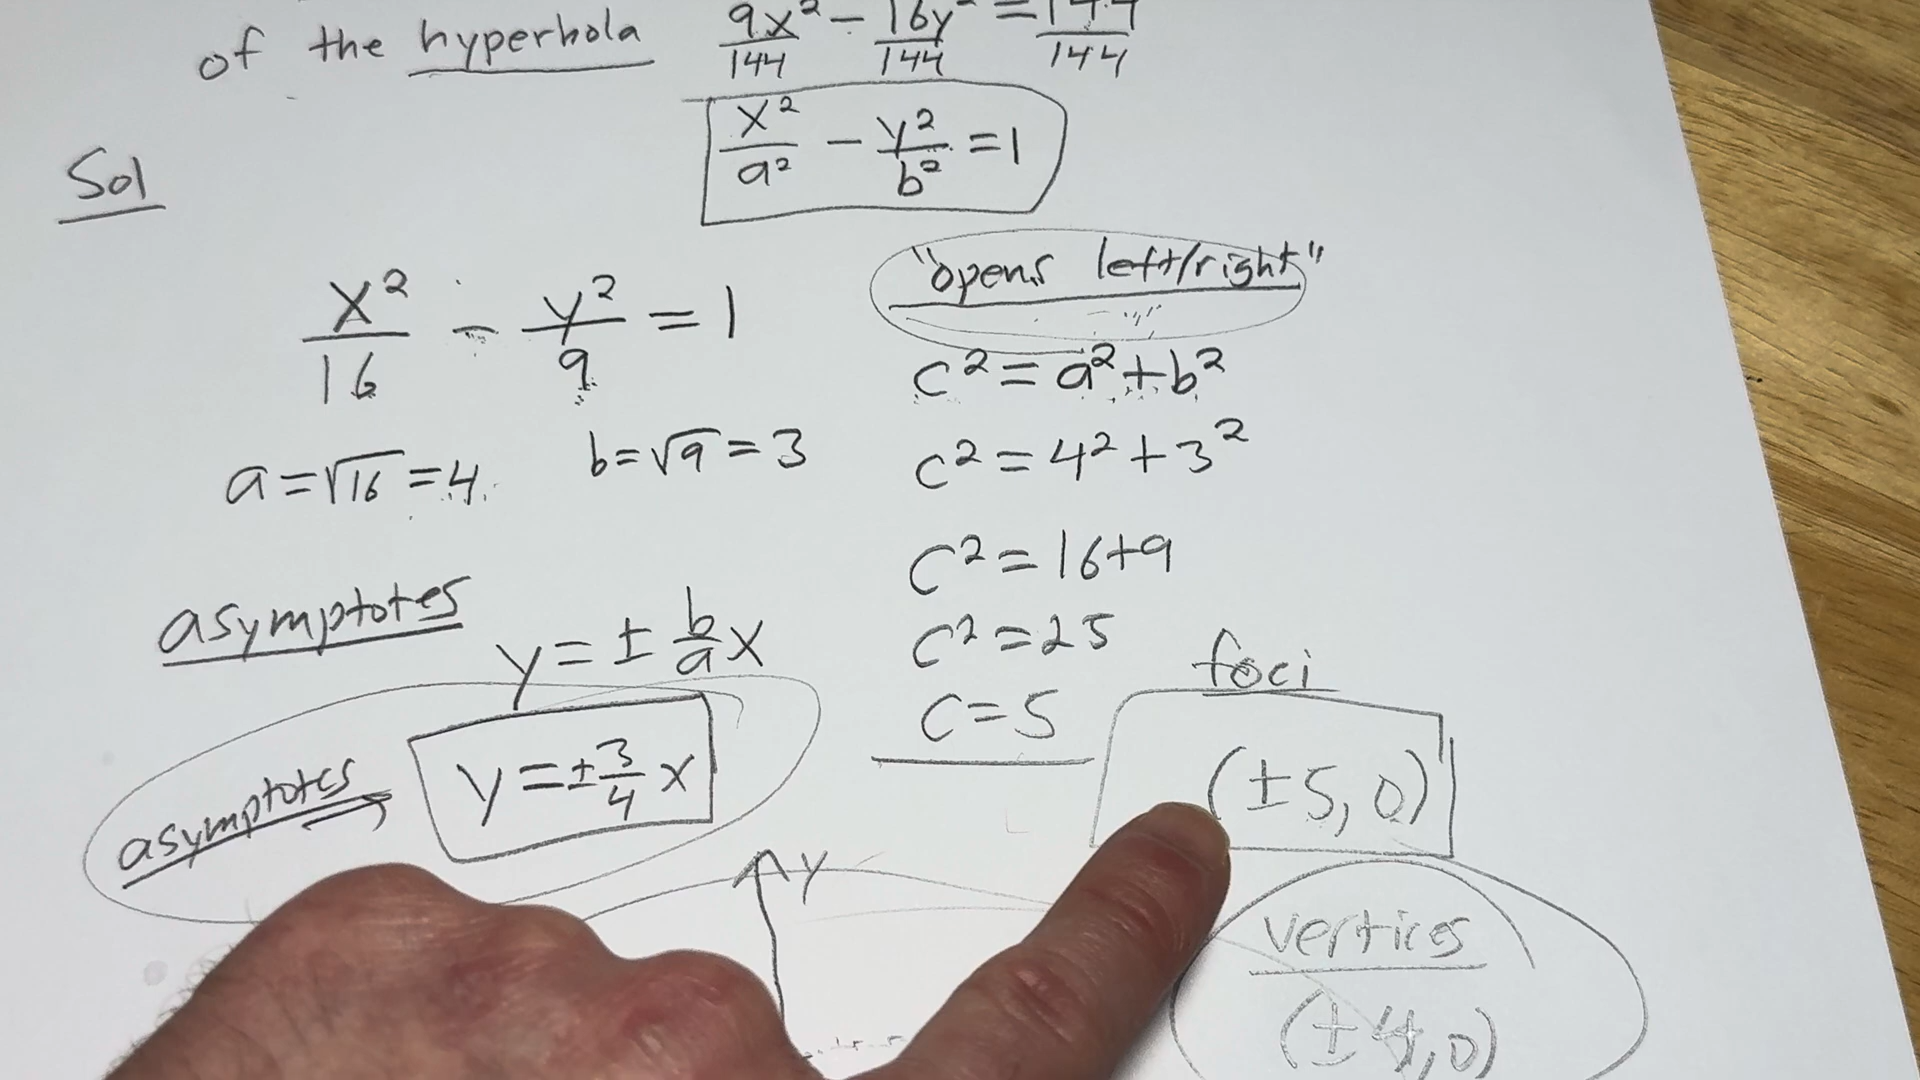 of the hyperbola 9x²/144 − 16y²/144 = 144/144
x²/a² − y²/b² = 1
Sol
"opens left/right"
x²/16 − y²/9 = 1
c² = a² + b²
a = √16 = 4
b = √9 = 3
c² = 4² + 3²
c² = 16 + 9
asymptotes
y = ± b/a x
c² = 25
foci
c = 5
asymptotes → y = ± 3/4 x
(±5, 0)
y
vertices
(±4, 0)